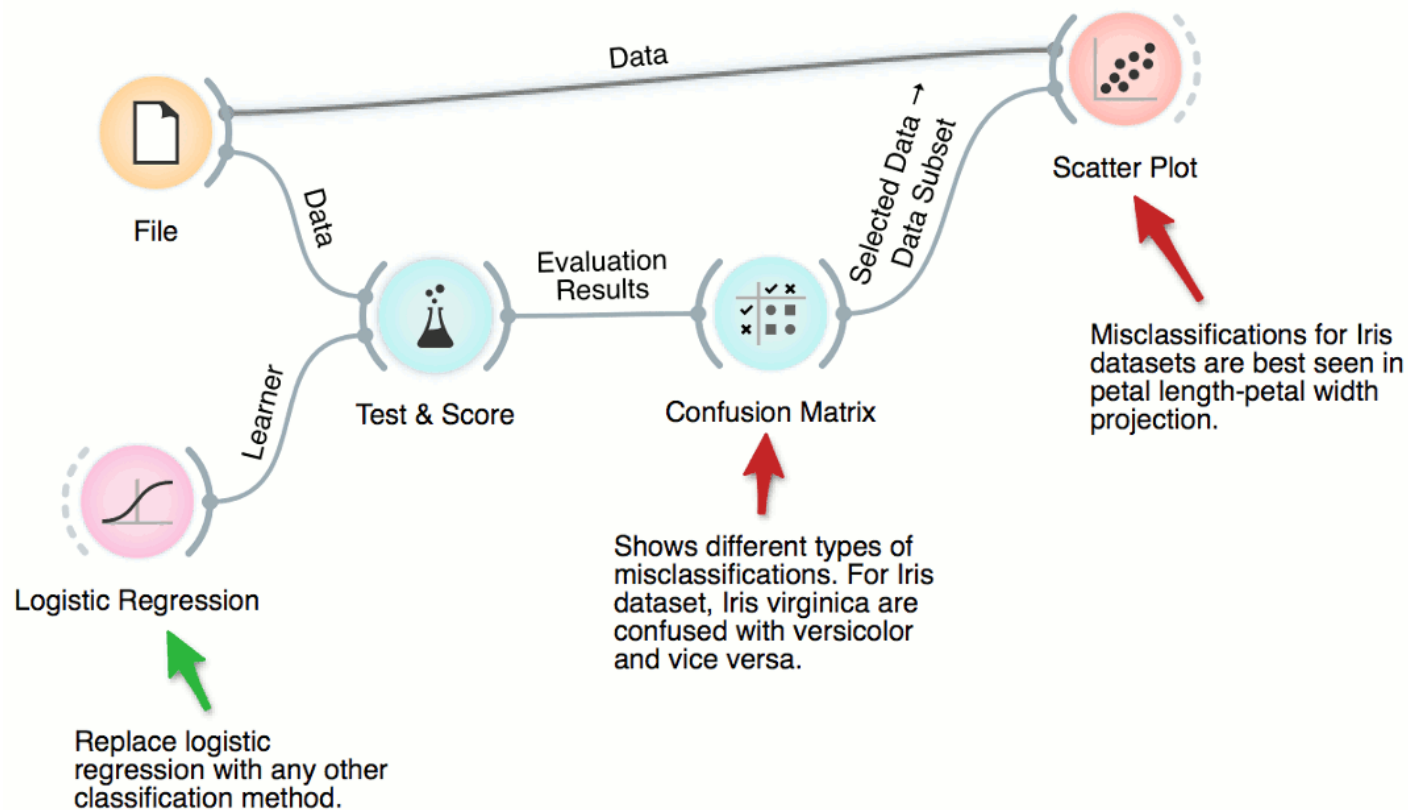 Data
File
Data
Selected Data →
Data Subset
Scatter Plot
Evaluation
Results
Misclassifications for Iris
datasets are best seen in
petal length-petal width
projection.
Learner
Test & Score
Confusion Matrix
Shows different types of
misclassifications. For Iris
dataset, Iris virginica are
confused with versicolor
and vice versa.
Logistic Regression
Replace logistic
regression with any other
classification method.